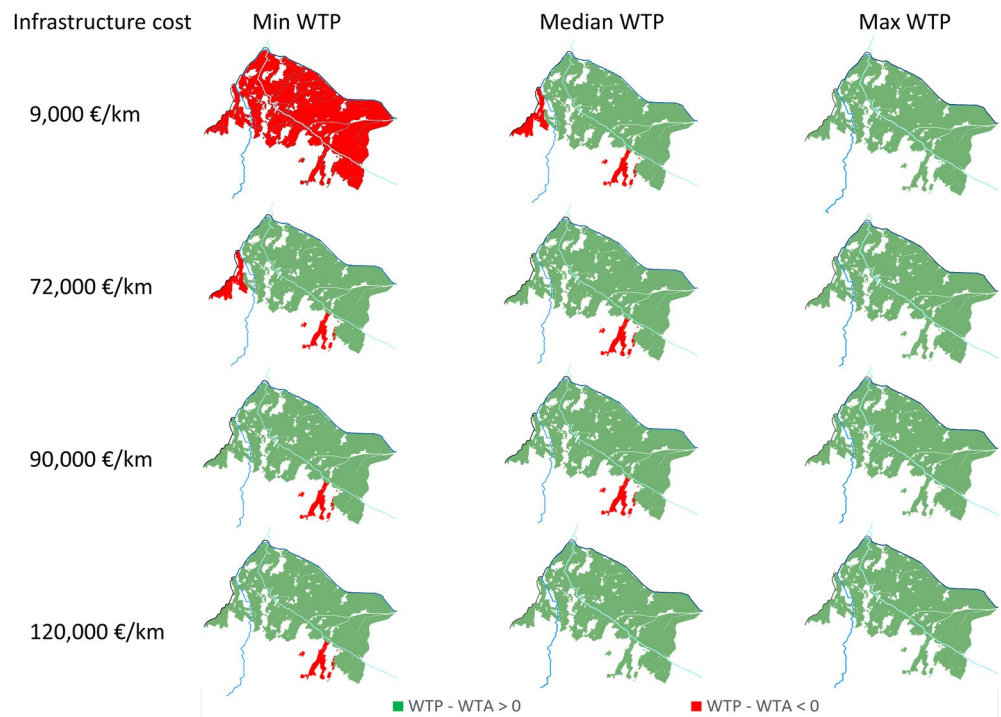 Infrastructure cost Min WTP Median WTP Max WTP
9,000 €/km
72,000 €/km
90,000 €/km
120,000 €/km
WTP - WTA > 0 WTP - WTA < 0